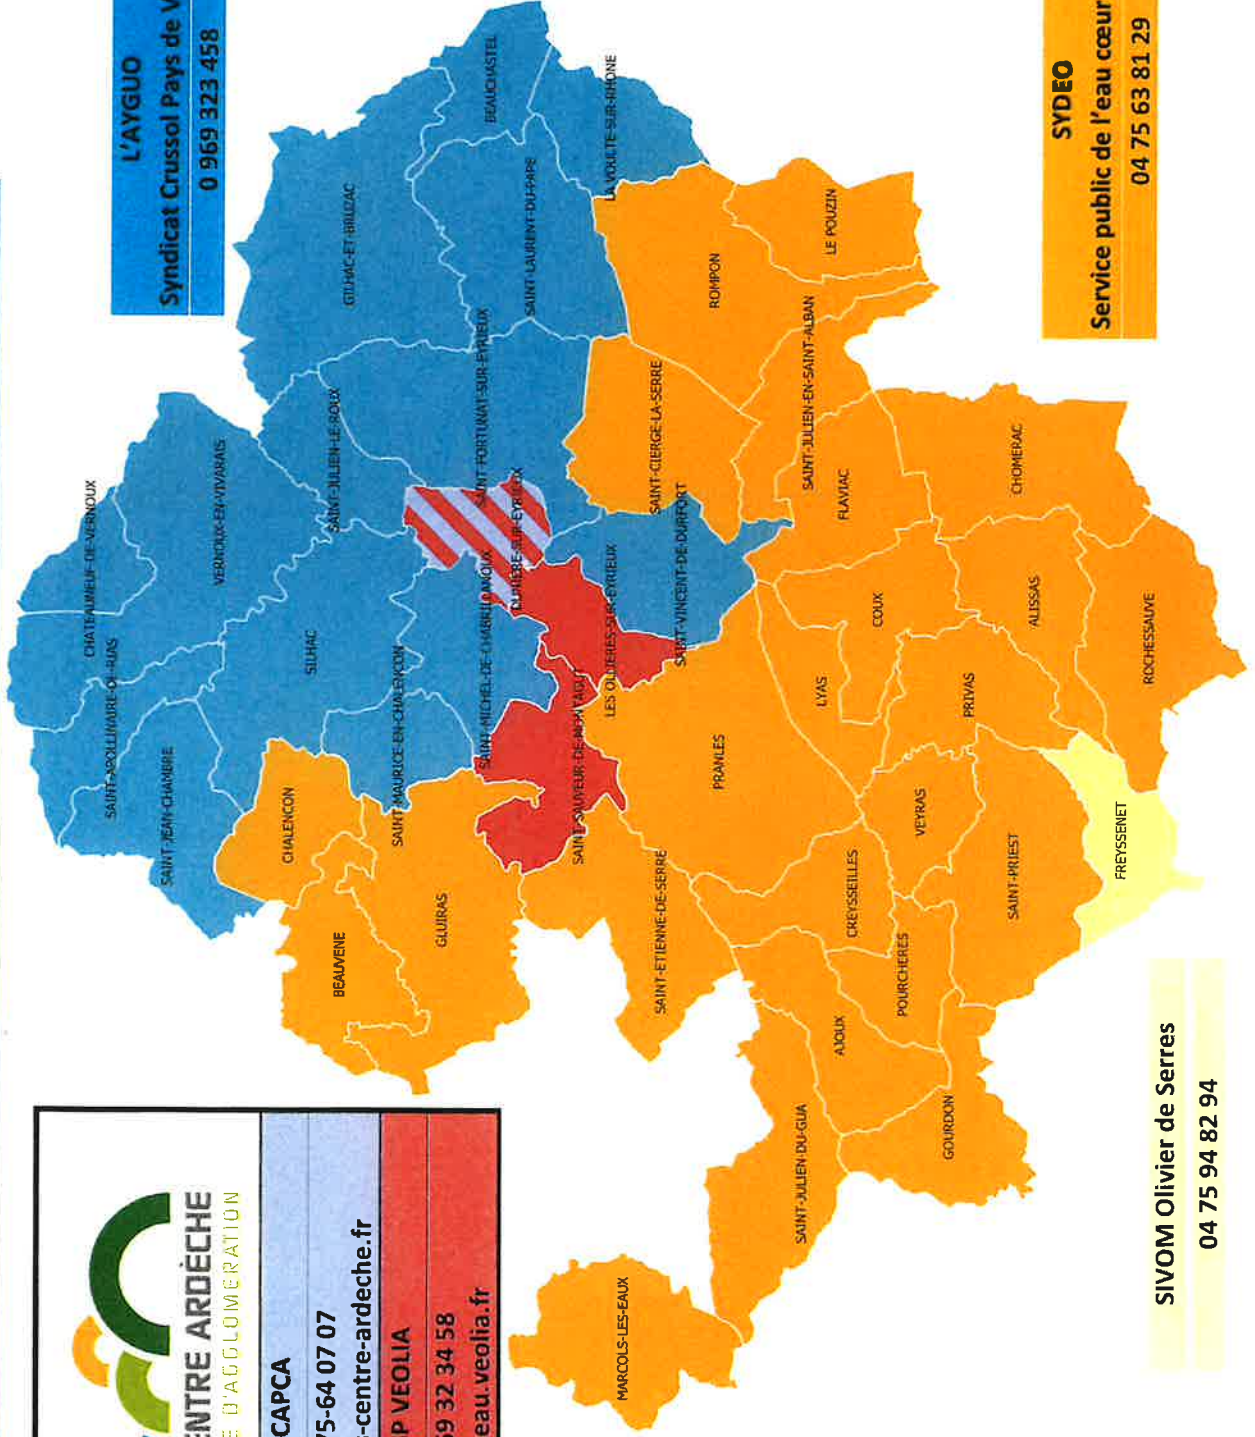 ENTRE ARDÈCHE
E D'AGGLOMERATION
CAPCA
75-64 07 07
-centre-ardeche.fr
P VEOLIA
69 32 34 58
eau.veolia.fr
L'AYGUO
Syndicat Crussol Pays de V
0 969 323 458
CHATEAUNEUF-DE-VERNOUX
SAINT-APOLLINAIRE-DE-RIAS
SAINT-JEAN-CHAMBRE
VERNOUX-EN-VIVARAIS
SILHAC
SAINT-JULIEN-LE-ROUX
GILHAC-ET-BRUZAC
CHALENCON
BEAUVENE
SAINT-MAURICE-EN-CHALENCON
GLUIRAS
SAINT-MICHEL-DE-CHABRILLANOUX
SAINT-FORTUNAT-SUR-EYRIEUX
BEAUCHASTEL
DUNIERE-SUR-EYRIEUX
SAINT-LAURENT-DU-PAPE
SAINT-SAUVEUR-DE-MONTAGUT
LES OLLIERES-SUR-EYRIEUX
LA VOULTE-SUR-RHONE
MARCOLS-LES-EAUX
SAINT-ETIENNE-DE-SERRE
SAINT-CIERGE-LA-SERRE
SAINT-VINCENT-DE-DURFORT
PRANLES
ROMPON
SAINT-JULIEN-DU-GUA
LYAS
SAINT-JULIEN-EN-SAINT-ALBAN
LE POUZIN
AJOUX
CREYSSEILLES
FLAVIAC
COUX
POURCHERES
VEYRAS
GOURDON
PRIVAS
SAINT-PRIEST
CHOMERAC
ALISSAS
FREYSSENET
ROCHESSAUVE
SYDEO
Service public de l'eau cœur
04 75 63 81 29
SIVOM Olivier de Serres
04 75 94 82 94